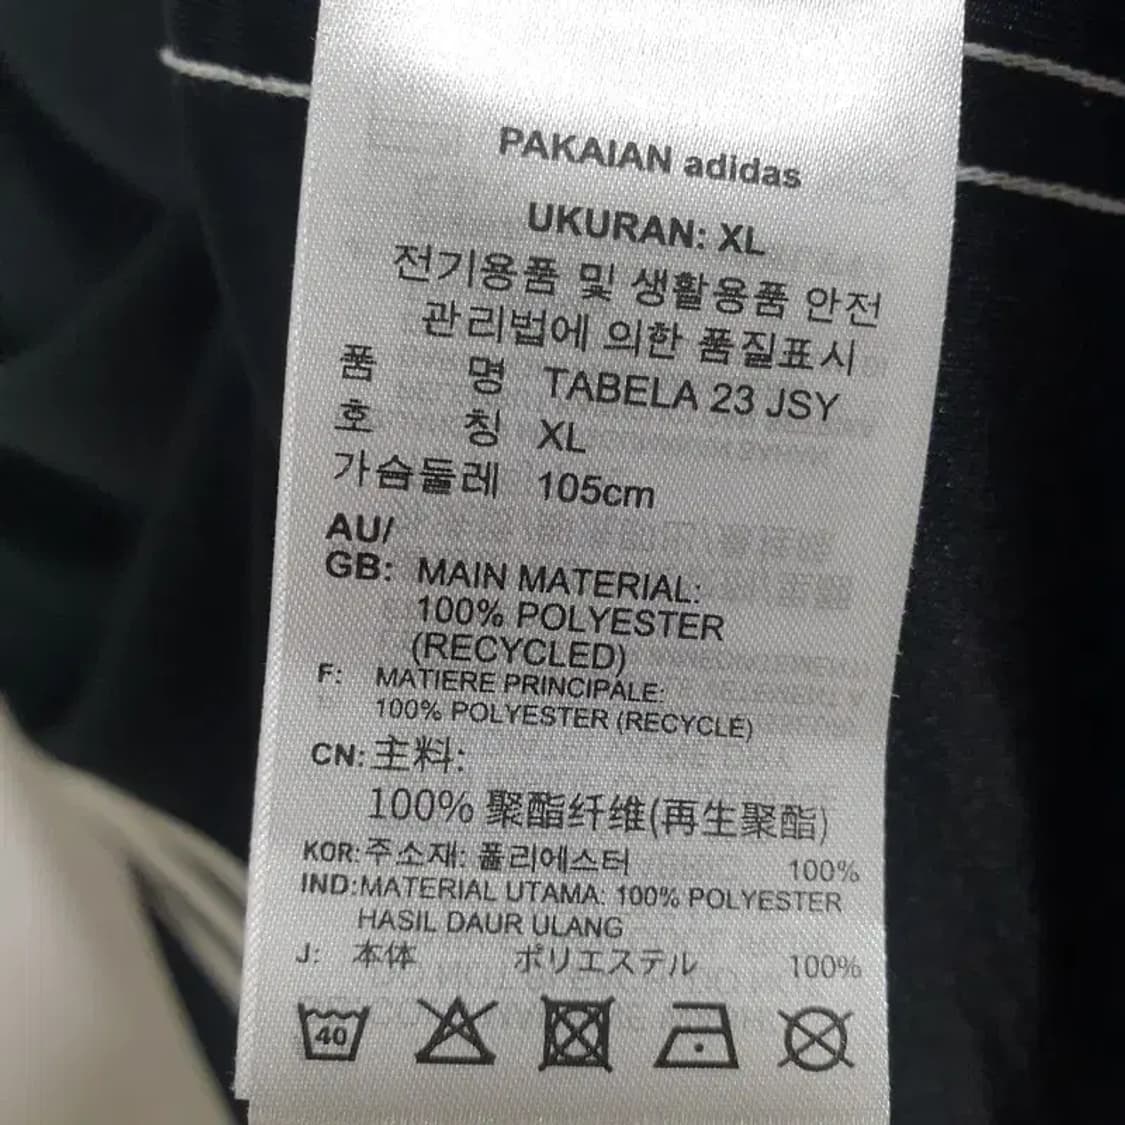 PAKAIAN adidas
UKURAN: XL
전기용품 및 생활용품 안전
관리법에 의한 품질표시
품 명 TABELA 23 JSY
호 칭 XL
가슴둘레 105cm
AU/
GB: MAIN MATERIAL:
100% POLYESTER
(RECYCLED)
F: MATIERE PRINCIPALE:
100% POLYESTER (RECYCLÉ)
CN: 主料:
100% 聚酯纤维(再生聚酯)
KOR: 주소재: 폴리에스터 100%
IND: MATERIAL UTAMA: 100% POLYESTER
HASIL DAUR ULANG
J: 本体 ポリエステル 100%
40